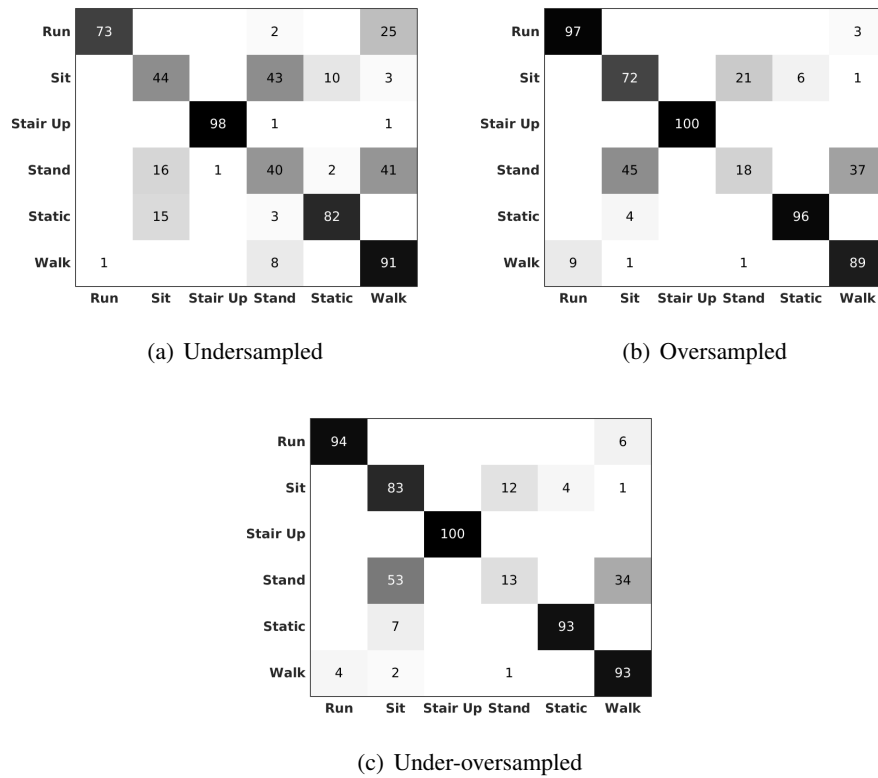 Run 73 2 25
Sit 44 43 10 3
Stair Up 98 1 1
Stand 16 1 40 2 41
Static 15 3 82
Walk 1 8 91
Run Sit Stair Up Stand Static Walk
(a) Undersampled
Run 97 3
Sit 72 21 6 1
Stair Up 100
Stand 45 18 37
Static 4 96
Walk 9 1 1 89
Run Sit Stair Up Stand Static Walk
(b) Oversampled
Run 94 6
Sit 83 12 4 1
Stair Up 100
Stand 53 13 34
Static 7 93
Walk 4 2 1 93
Run Sit Stair Up Stand Static Walk
(c) Under-oversampled